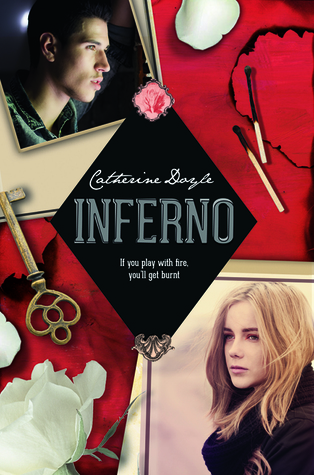 Catherine Doyle
INFERNO
If you play with fire,
you'll get burnt